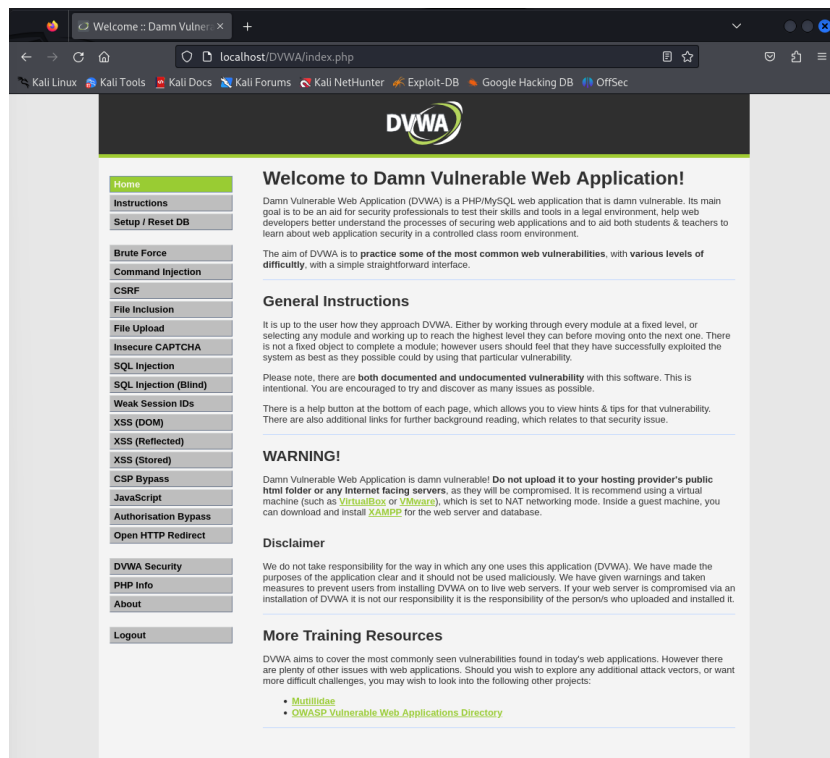 Welcome :: Damn Vulnera
localhost/DVWA/index.php
Kali Linux Kali Tools Kali Docs Kali Forums Kali NetHunter Exploit-DB Google Hacking DB OffSec
DVWA
Home
Instructions
Setup / Reset DB
Brute Force
Command Injection
CSRF
File Inclusion
File Upload
Insecure CAPTCHA
SQL Injection
SQL Injection (Blind)
Weak Session IDs
XSS (DOM)
XSS (Reflected)
XSS (Stored)
CSP Bypass
JavaScript
Authorisation Bypass
Open HTTP Redirect
DVWA Security
PHP Info
About
Logout
Welcome to Damn Vulnerable Web Application!
Damn Vulnerable Web Application (DVWA) is a PHP/MySQL web application that is damn vulnerable. Its main
goal is to be an aid for security professionals to test their skills and tools in a legal environment, help web
developers better understand the processes of securing web applications and to aid both students & teachers to
learn about web application security in a controlled class room environment.
The aim of DVWA is to practice some of the most common web vulnerabilities, with various levels of
difficultly, with a simple straightforward interface.
General Instructions
It is up to the user how they approach DVWA. Either by working through every module at a fixed level, or
selecting any module and working up to reach the highest level they can before moving onto the next one. There
is not a fixed object to complete a module; however users should feel that they have successfully exploited the
system as best as they possible could by using that particular vulnerability.
Please note, there are both documented and undocumented vulnerability with this software. This is
intentional. You are encouraged to try and discover as many issues as possible.
There is a help button at the bottom of each page, which allows you to view hints & tips for that vulnerability.
There are also additional links for further background reading, which relates to that security issue.
WARNING!
Damn Vulnerable Web Application is damn vulnerable! Do not upload it to your hosting provider's public
html folder or any Internet facing servers, as they will be compromised. It is recommend using a virtual
machine (such as VirtualBox or VMware), which is set to NAT networking mode. Inside a guest machine, you
can download and install XAMPP for the web server and database.
Disclaimer
We do not take responsibility for the way in which any one uses this application (DVWA). We have made the
purposes of the application clear and it should not be used maliciously. We have given warnings and taken
measures to prevent users from installing DVWA on to live web servers. If your web server is compromised via an
installation of DVWA it is not our responsibility it is the responsibility of the person/s who uploaded and installed it.
More Training Resources
DVWA aims to cover the most commonly seen vulnerabilities found in today's web applications. However there
are plenty of other issues with web applications. Should you wish to explore any additional attack vectors, or want
more difficult challenges, you may wish to look into the following other projects:
• Mutillidae
• OWASP Vulnerable Web Applications Directory